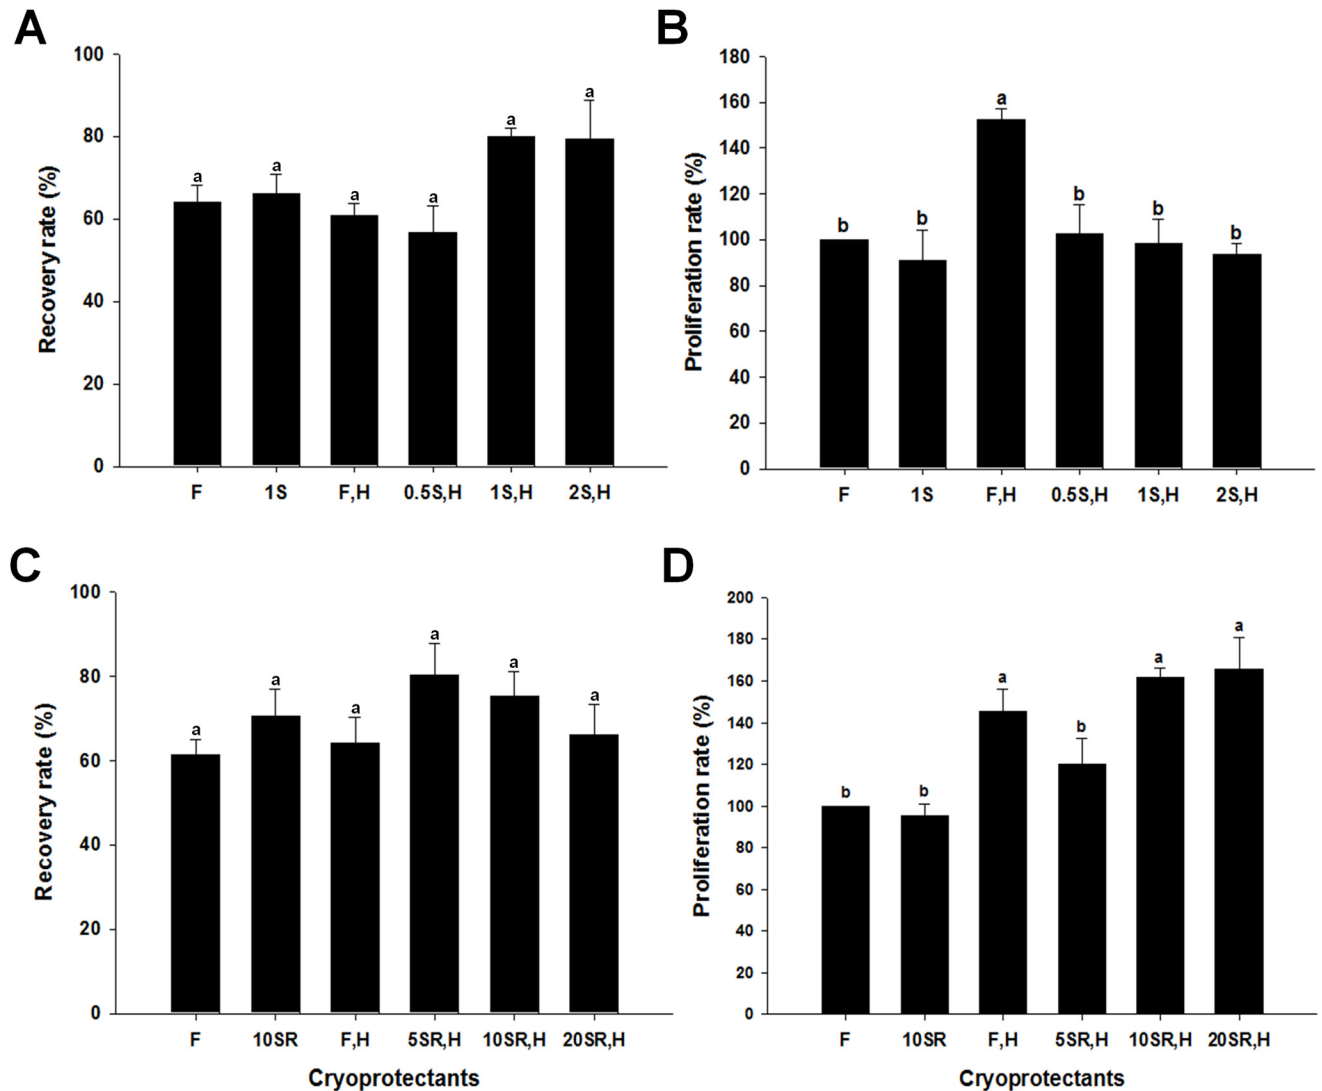 A
Recovery rate (%)
100
80
60
40
20
0
a
a
a
a
a
a
F
1S
F,H
0.5S,H
1S,H
2S,H
B
Proliferation rate (%)
180
160
140
120
100
80
60
40
20
0
b
b
a
b
b
b
F
1S
F,H
0.5S,H
1S,H
2S,H
C
Recovery rate (%)
100
80
60
40
20
0
a
a
a
a
a
a
F
10SR
F,H
5SR,H
10SR,H
20SR,H
Cryoprotectants
D
Proliferation rate (%)
200
180
160
140
120
100
80
60
40
20
0
b
b
a
b
a
a
F
10SR
F,H
5SR,H
10SR,H
20SR,H
Cryoprotectants